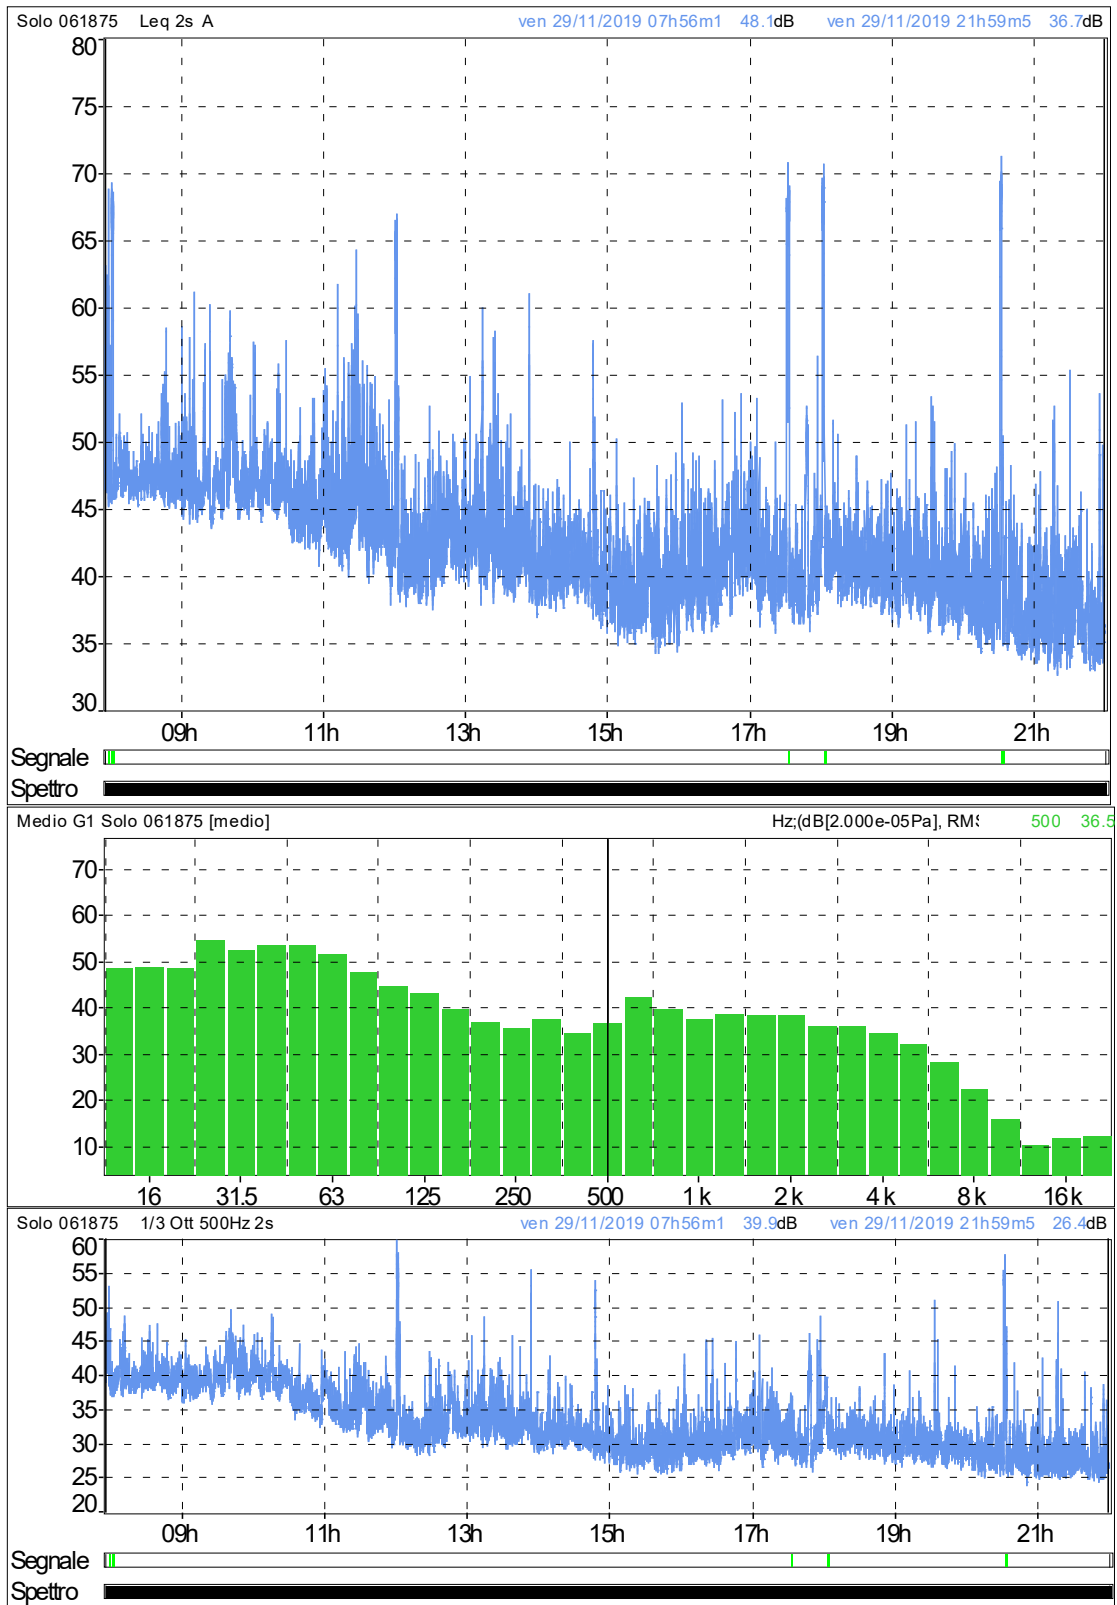 Solo 061875 Leq 2s A ven 29/11/2019 07h56m1 48.1dB ven 29/11/2019 21h59m5 36.7dB
80
75
70
65
60
55
50
45
40
35
30
09h 11h 13h 15h 17h 19h 21h
Segnale
Spettro
Medio G1 Solo 061875 [medio] Hz;(dB[2.000e-05Pa], RMS 500 36.5
70
60
50
40
30
20
10
16 31.5 63 125 250 500 1k 2k 4k 8k 16k
Solo 061875 1/3 Ott 500Hz 2s ven 29/11/2019 07h56m1 39.9dB ven 29/11/2019 21h59m5 26.4dB
60
55
50
45
40
35
30
25
20
09h 11h 13h 15h 17h 19h 21h
Segnale
Spettro